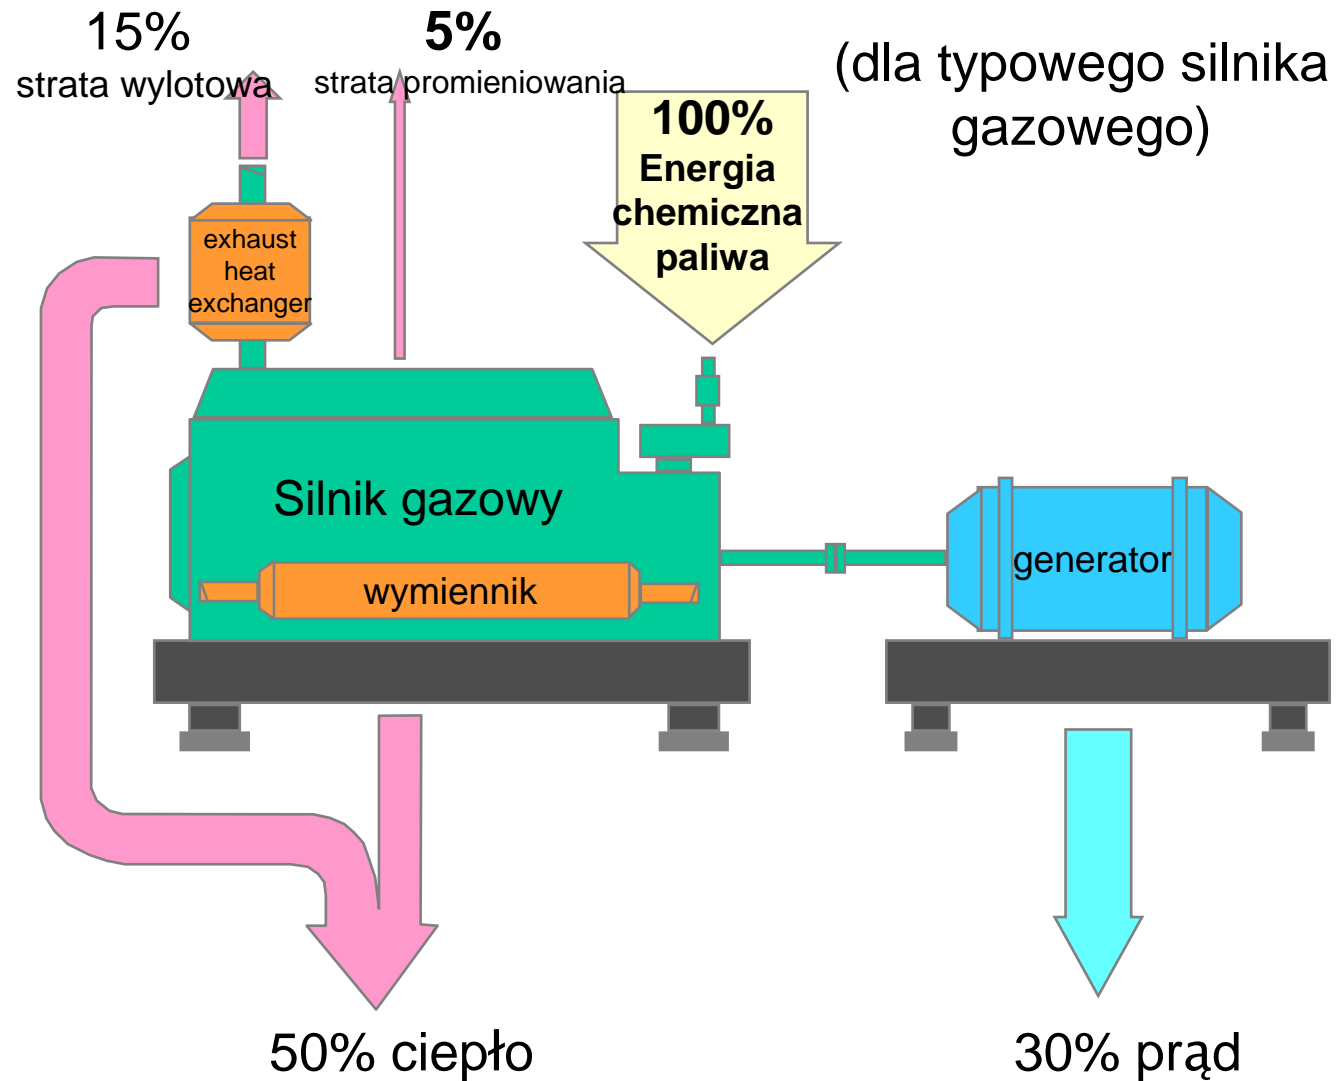 15%
strata wylotowa
5%
strata promieniowania
100%
Energia
chemiczna
paliwa
(dla typowego silnika
gazowego)
exhaust
heat
exchanger
Silnik gazowy
wymiennik
generator
50% ciepło
30% prąd